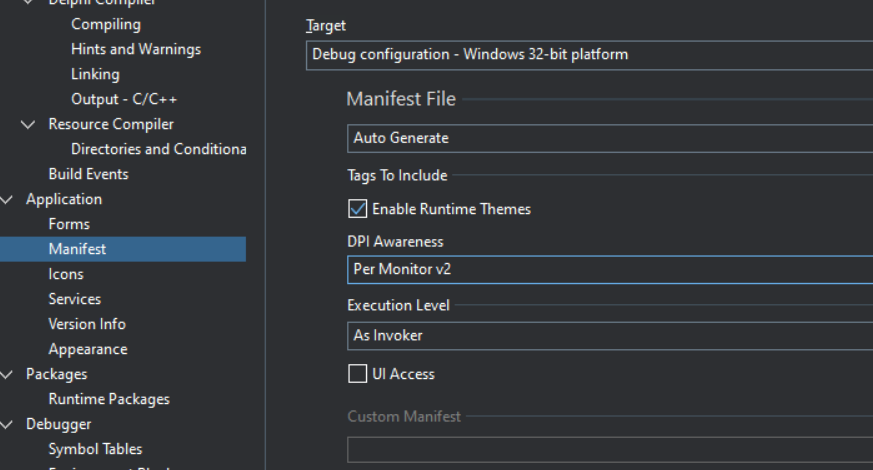 Delphi Compiler
Compiling
Hints and Warnings
Linking
Output - C/C++
Resource Compiler
Directories and Conditiona
Build Events
Application
Forms
Manifest
Icons
Services
Version Info
Appearance
Packages
Runtime Packages
Debugger
Symbol Tables
Target
Debug configuration - Windows 32-bit platform
Manifest File
Auto Generate
Tags To Include
Enable Runtime Themes
DPI Awareness
Per Monitor v2
Execution Level
As Invoker
UI Access
Custom Manifest